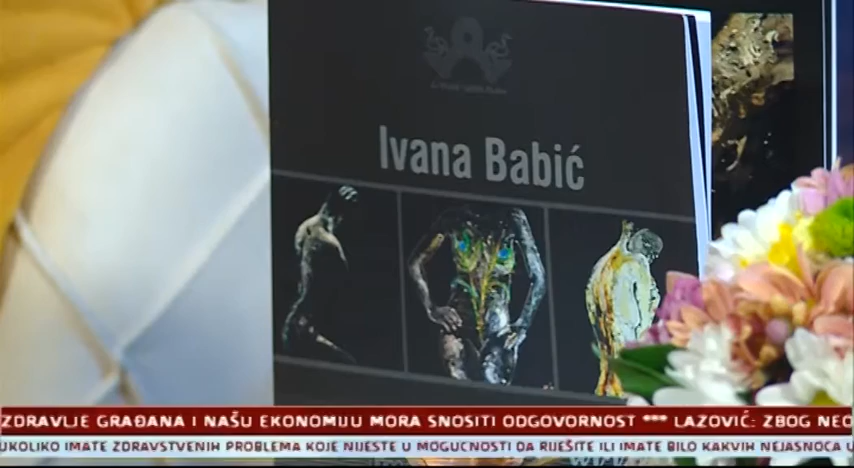 Ivana Babić
ZDRAVLJE GRAĐANA I NAŠU EKONOMIJU MORA SNOSITI ODGOVORNOST *** LAZOVIĆ: ZBOG NEO
UKOLIKO IMATE ZDRAVSTVENIH PROBLEMA KOJE NIJESTE U MOGUCNOSTI DA RIJEŠITE ILI IMATE BILO KAKVIH NEJASNOĆA U